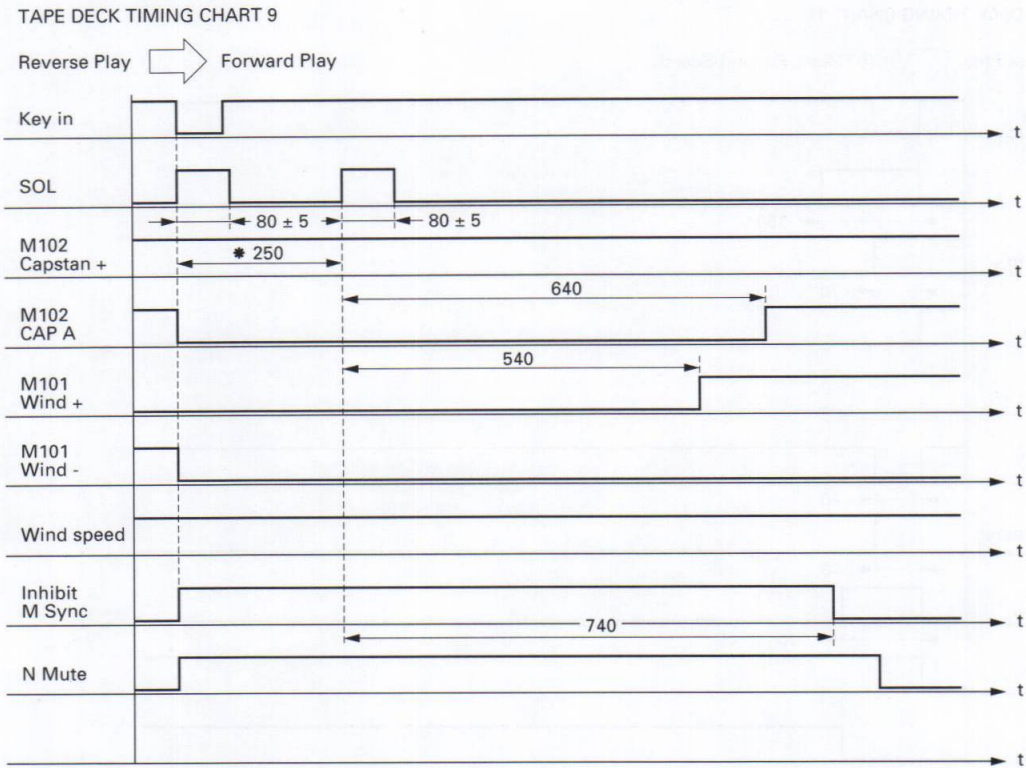 TAPE DECK TIMING CHART 9
Reverse Play Forward Play
Key in
t
SOL
t
80 ± 5 80 ± 5
M102
Capstan +
✱ 250
t
640
M102
CAP A
t
540
M101
Wind +
t
M101
Wind -
t
Wind speed
t
Inhibit
M Sync
t
740
N Mute
t
t